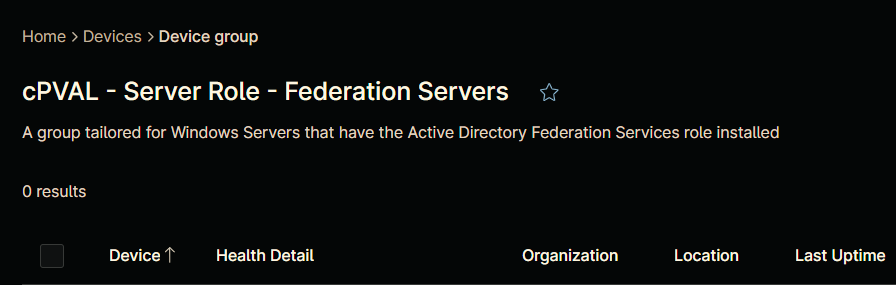 Home > Devices > Device group
cPVAL - Server Role - Federation Servers
A group tailored for Windows Servers that have the Active Directory Federation Services role installed
0 results
Device ↑ Health Detail Organization Location Last Uptime